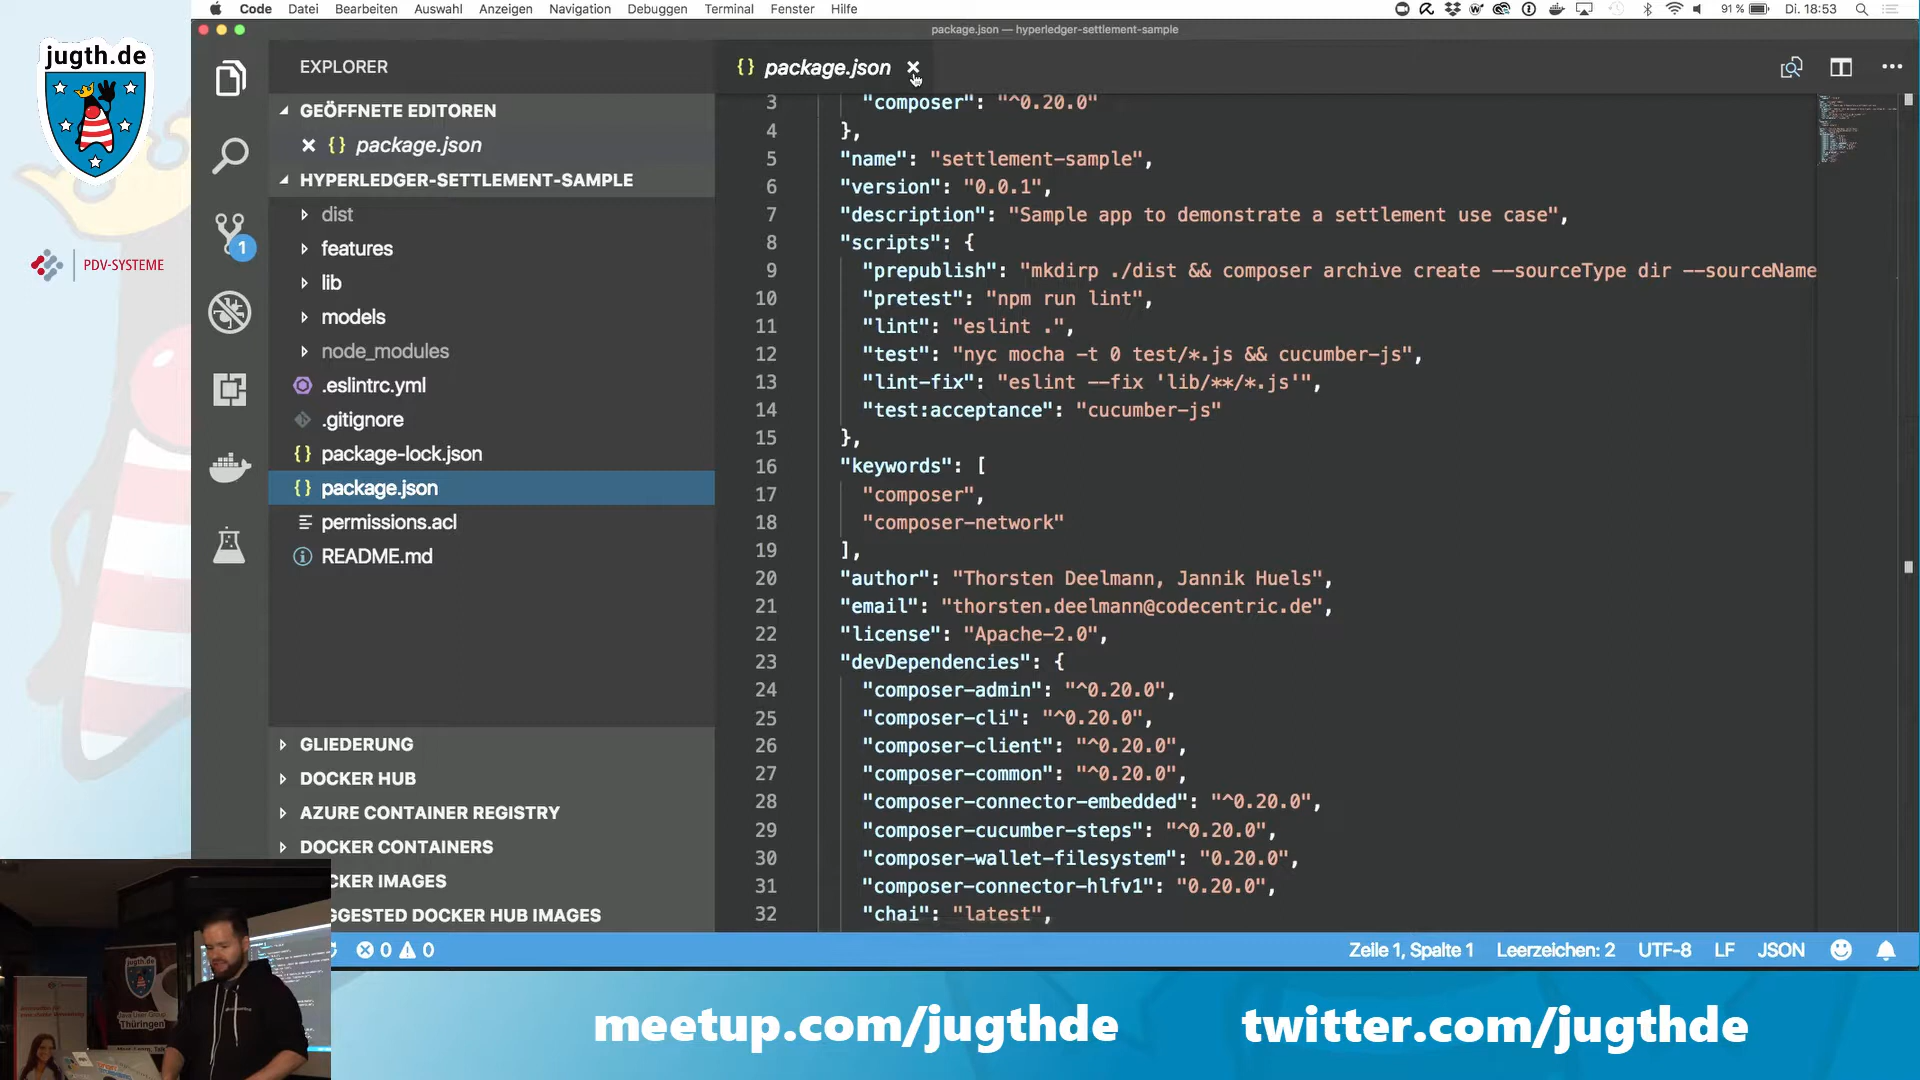 Code Datei Bearbeiten Auswahl Anzeigen Navigation Debuggen Terminal Fenster Hilfe
91 % Di. 18:53
package.json — hyperledger-settlement-sample
jugth.de
PDV-SYSTEME
EXPLORER
GEÖFFNETE EDITOREN
{} package.json
HYPERLEDGER-SETTLEMENT-SAMPLE
dist
features
1
lib
models
node_modules
.eslintrc.yml
.gitignore
{} package-lock.json
{} package.json
permissions.acl
README.md
GLIEDERUNG
DOCKER HUB
AZURE CONTAINER REGISTRY
DOCKER CONTAINERS
CKER IMAGES
GGESTED DOCKER HUB IMAGES
{} package.json
3 "composer": "^0.20.0"
4 },
5 "name": "settlement-sample",
6 "version": "0.0.1",
7 "description": "Sample app to demonstrate a settlement use case",
8 "scripts": {
9 "prepublish": "mkdirp ./dist && composer archive create --sourceType dir --sourceName
10 "pretest": "npm run lint",
11 "lint": "eslint .",
12 "test": "nyc mocha -t 0 test/*.js && cucumber-js",
13 "lint-fix": "eslint --fix 'lib/**/*.js'",
14 "test:acceptance": "cucumber-js"
15 },
16 "keywords": [
17 "composer",
18 "composer-network"
19 ],
20 "author": "Thorsten Deelmann, Jannik Huels",
21 "email": "thorsten.deelmann@codecentric.de",
22 "license": "Apache-2.0",
23 "devDependencies": {
24 "composer-admin": "^0.20.0",
25 "composer-cli": "^0.20.0",
26 "composer-client": "^0.20.0",
27 "composer-common": "^0.20.0",
28 "composer-connector-embedded": "^0.20.0",
29 "composer-cucumber-steps": "^0.20.0",
30 "composer-wallet-filesystem": "0.20.0",
31 "composer-connector-hlfv1": "0.20.0",
32 "chai": "latest",
0 0
Zeile 1, Spalte 1 Leerzeichen: 2 UTF-8 LF JSON
jugth.de
Java User Group
Thüringen
meetup.com/jugthde twitter.com/jugthde